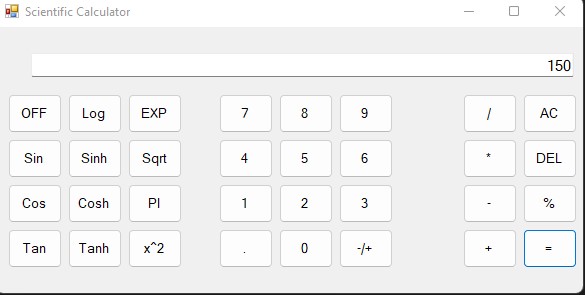 Scientific Calculator
150
OFF Log EXP 7 8 9 / AC
Sin Sinh Sqrt 4 5 6 * DEL
Cos Cosh PI 1 2 3 - %
Tan Tanh x^2 . 0 -/+ + =